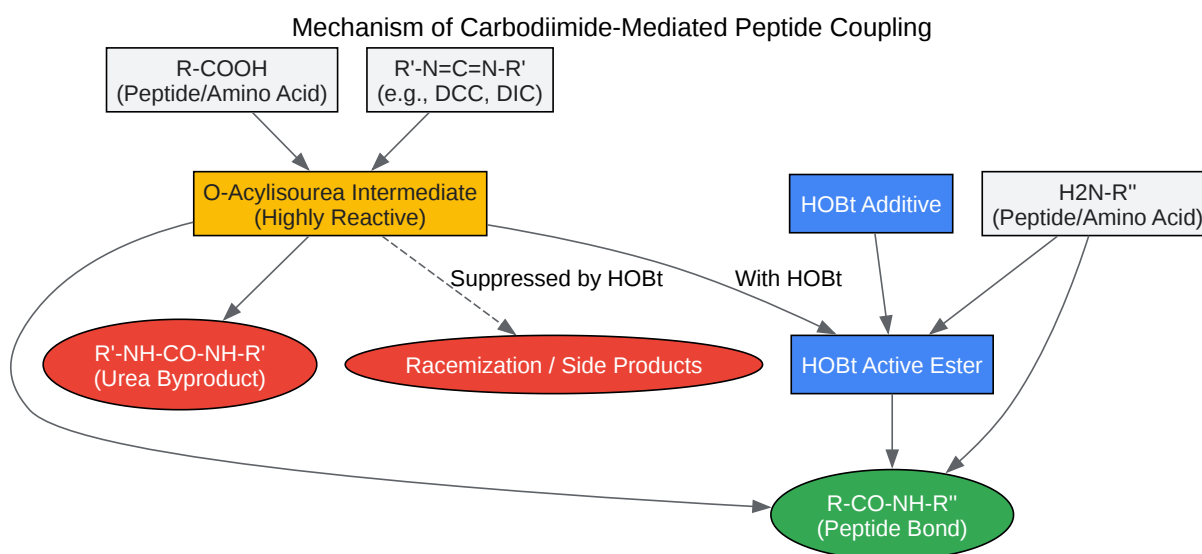 Mechanism of Carbodiimide-Mediated Peptide Coupling
R-COOH
(Peptide/Amino Acid)
R'-N=C=N-R'
(e.g., DCC, DIC)
O-Acylisourea Intermediate
(Highly Reactive)
HOBt Additive
H2N-R''
(Peptide/Amino Acid)
Suppressed by HOBt
With HOBt
R'-NH-CO-NH-R'
(Urea Byproduct)
Racemization / Side Products
HOBt Active Ester
R-CO-NH-R''
(Peptide Bond)